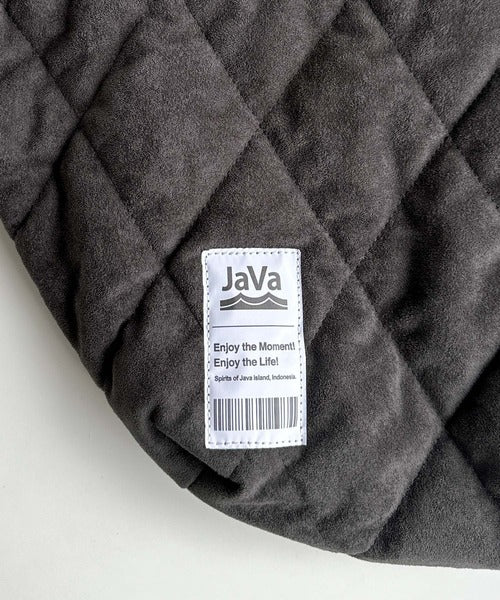 JaVa
Enjoy the Moment!
Enjoy the Life!
Spirits of Java Island, Indonesia.